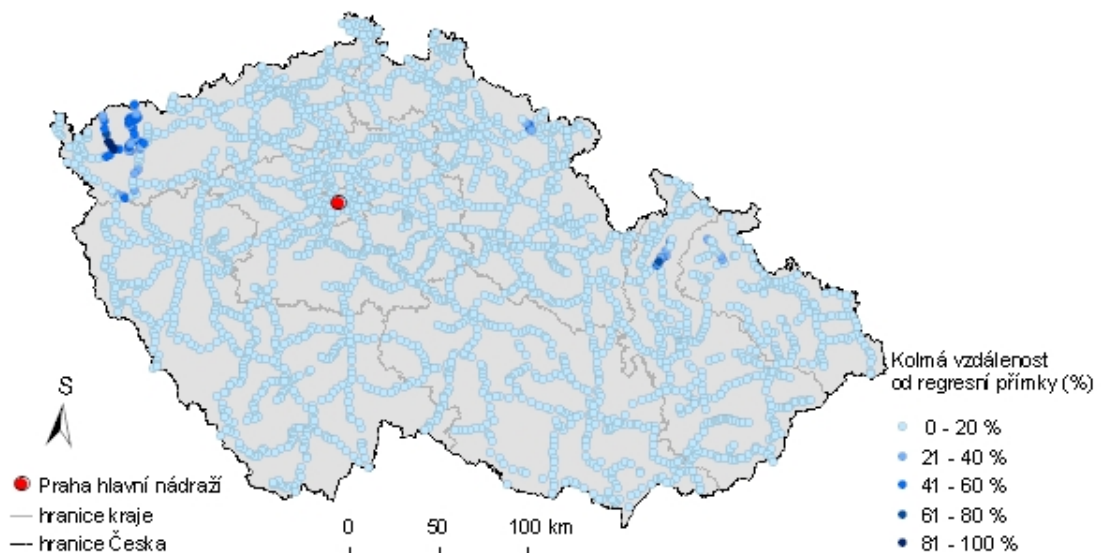 S
Praha hlavní nádraží
hranice kraje
hranice Česka
0 50 100 km
Kolmá vzdálenost
od regresní přímky (%)
0 - 20 %
21 - 40 %
41 - 60 %
61 - 80 %
81 - 100 %